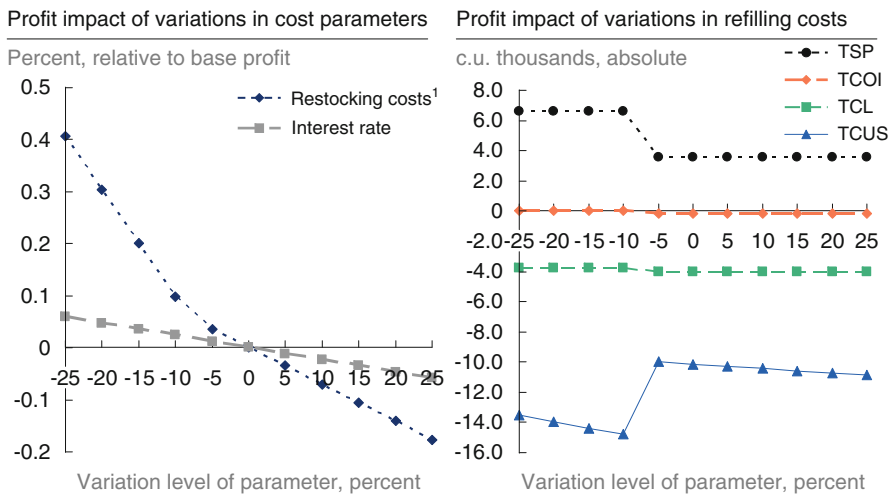 Profit impact of variations in cost parameters
Percent, relative to base profit
0.5
0.4
0.3
0.2
0.1
0
-0.1
-0.2
-25 -20 -15 -10 -5 0 5 10 15 20 25
Restocking costs1
Interest rate
Variation level of parameter, percent
Profit impact of variations in refilling costs
c.u. thousands, absolute
TSP
TCOI
TCL
TCUS
8.0
6.0
4.0
2.0
0
-2.0
-4.0
-6.0
-8.0
-10.0
-12.0
-14.0
-16.0
-25 -20 -15 -10 -5 0 5 10 15 20 25
Variation level of parameter, percent